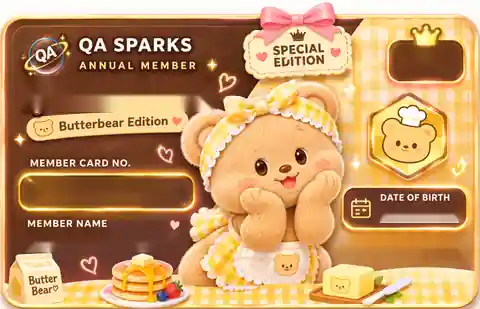 QA
QA SPARKS
ANNUAL MEMBER
SPECIAL
EDITION
Butterbear Edition
MEMBER CARD NO.
DATE OF BIRTH
MEMBER NAME
Butter
Bear